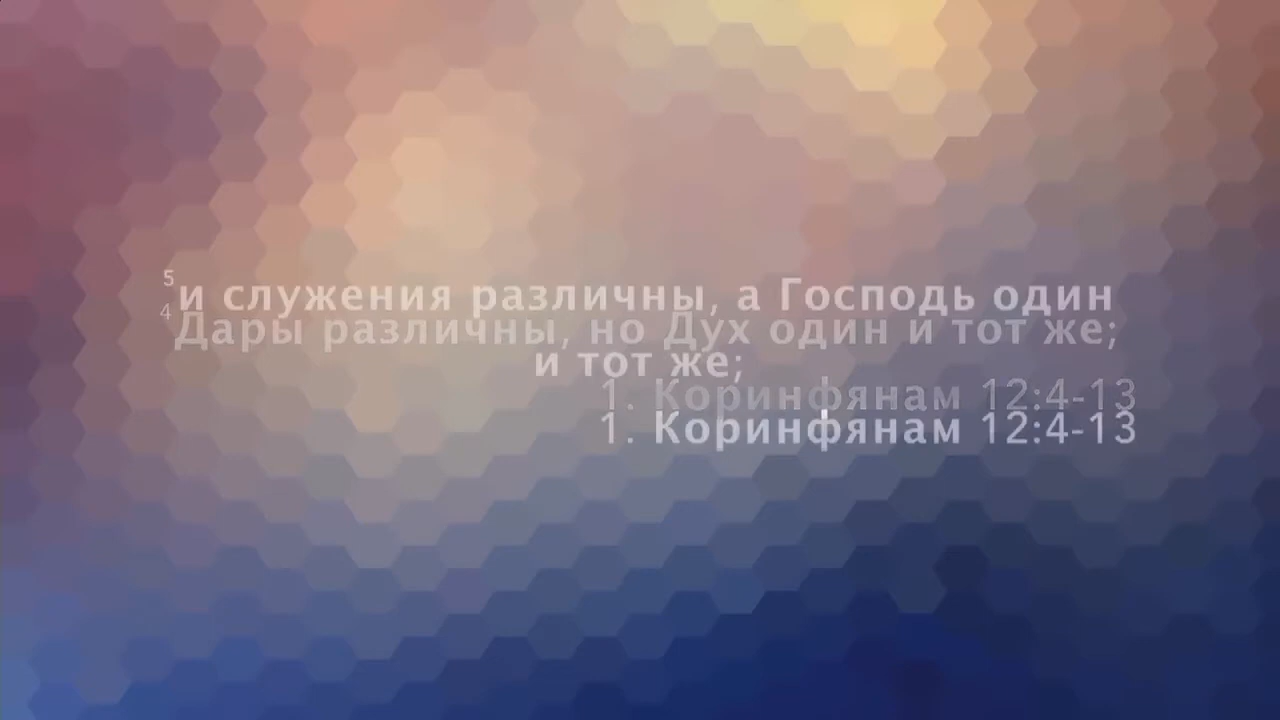 5 и служения различны, а Господь один
4 Дары различны, но Дух один и тот же;
и тот же;
1. Коринфянам 12:4-13
1. Коринфянам 12:4-13